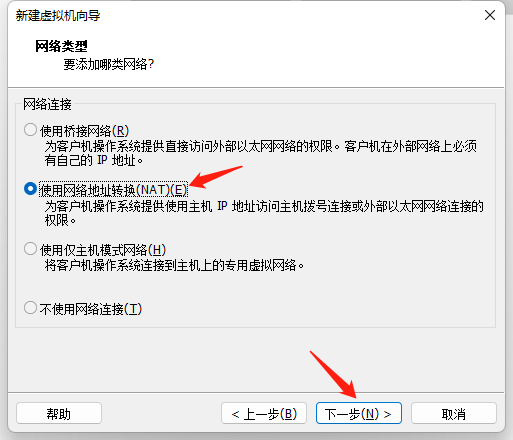 新建虚拟机向导
网络类型
要添加哪类网络?
网络连接
使用桥接网络(R)
为客户机操作系统提供直接访问外部以太网网络的权限。客户机在外部网络上必须
有自己的 IP 地址。
使用网络地址转换(NAT)(E)
为客户机操作系统提供使用主机 IP 地址访问主机拨号连接或外部以太网网络连接的
权限。
使用仅主机模式网络(H)
将客户机操作系统连接到主机上的专用虚拟网络。
不使用网络连接(T)
帮助
< 上一步(B)
下一步(N) >
取消